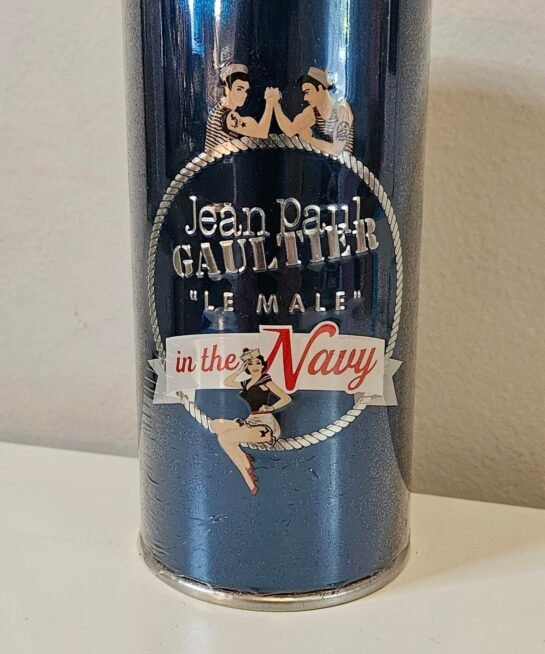 Jean Paul
GAULTIER
"LE MALE"
in the Navy